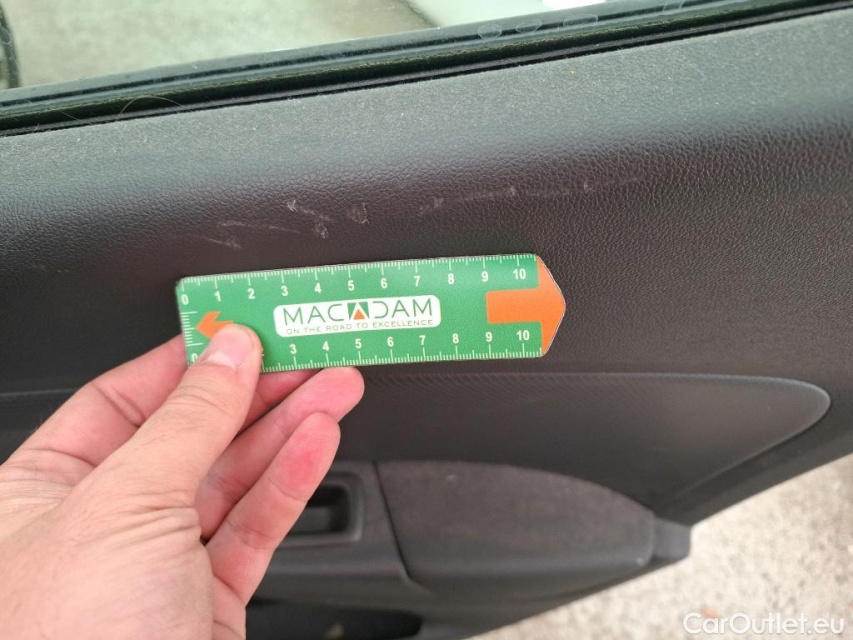 0 1 2 3 4 5 6 7 8 9 10
MACADAM
ON THE ROAD TO EXCELLENCE
0 3 4 5 6 7 8 9 10
CarOutlet.eu